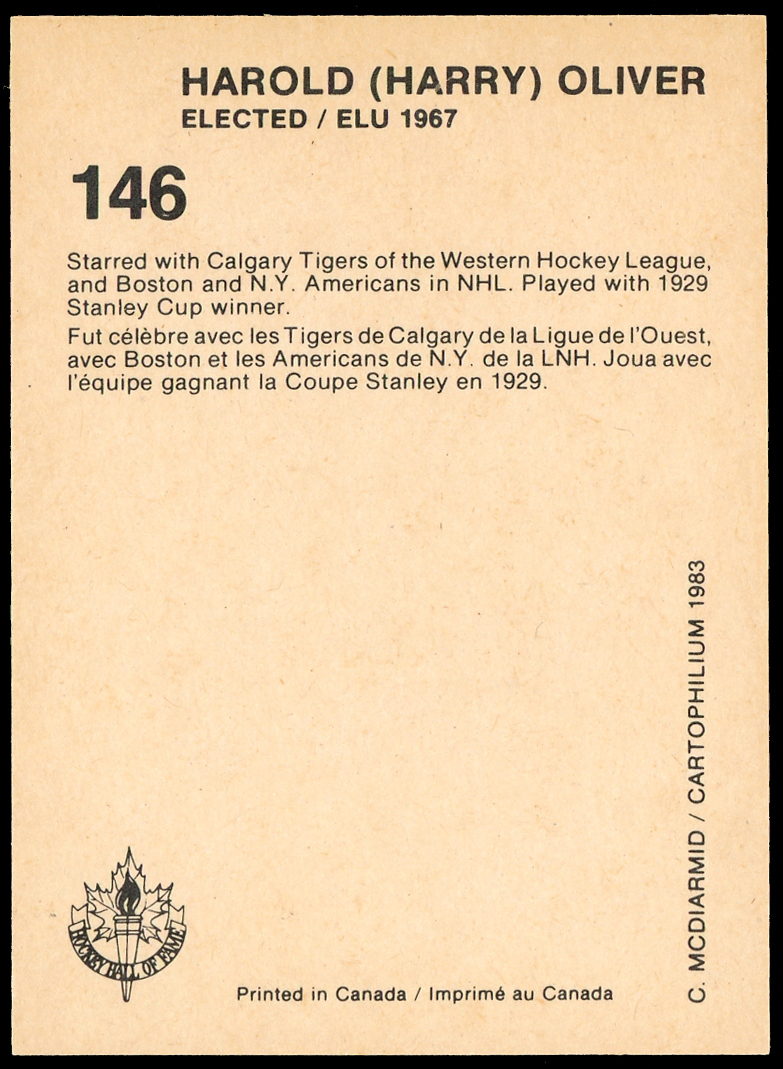 HAROLD (HARRY) OLIVER
ELECTED / ELU 1967
146
Starred with Calgary Tigers of the Western Hockey League,
and Boston and N.Y. Americans in NHL. Played with 1929
Stanley Cup winner.
Fut célèbre avec les Tigers de Calgary de la Ligue de l'Ouest,
avec Boston et les Americans de N.Y. de la LNH. Joua avec
l'équipe gagnant la Coupe Stanley en 1929.
C. MCDIARMID / CARTOPHILIUM 1983
HOCKEY HALL OF FAME
Printed in Canada / Imprimé au Canada